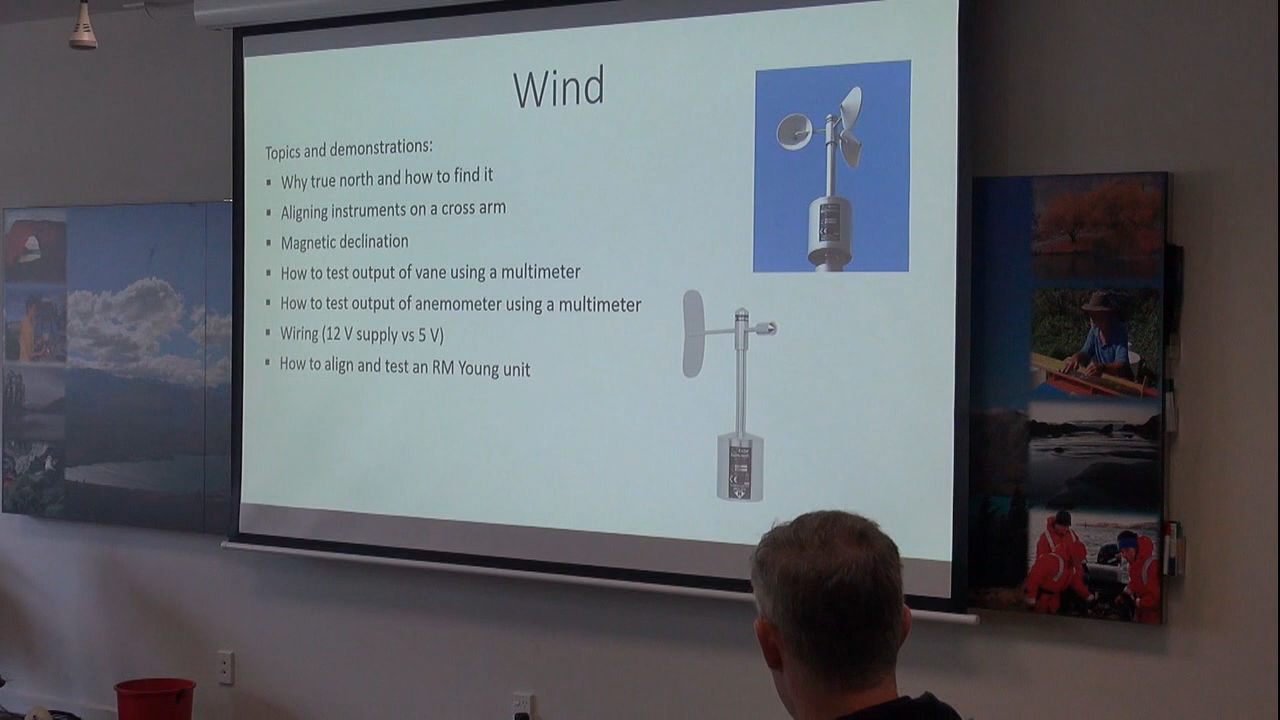 Wind
Topics and demonstrations:
▪ Why true north and how to find it
▪ Aligning instruments on a cross arm
▪ Magnetic declination
▪ How to test output of vane using a multimeter
▪ How to test output of anemometer using a multimeter
▪ Wiring (12 V supply vs 5 V)
▪ How to align and test an RM Young unit